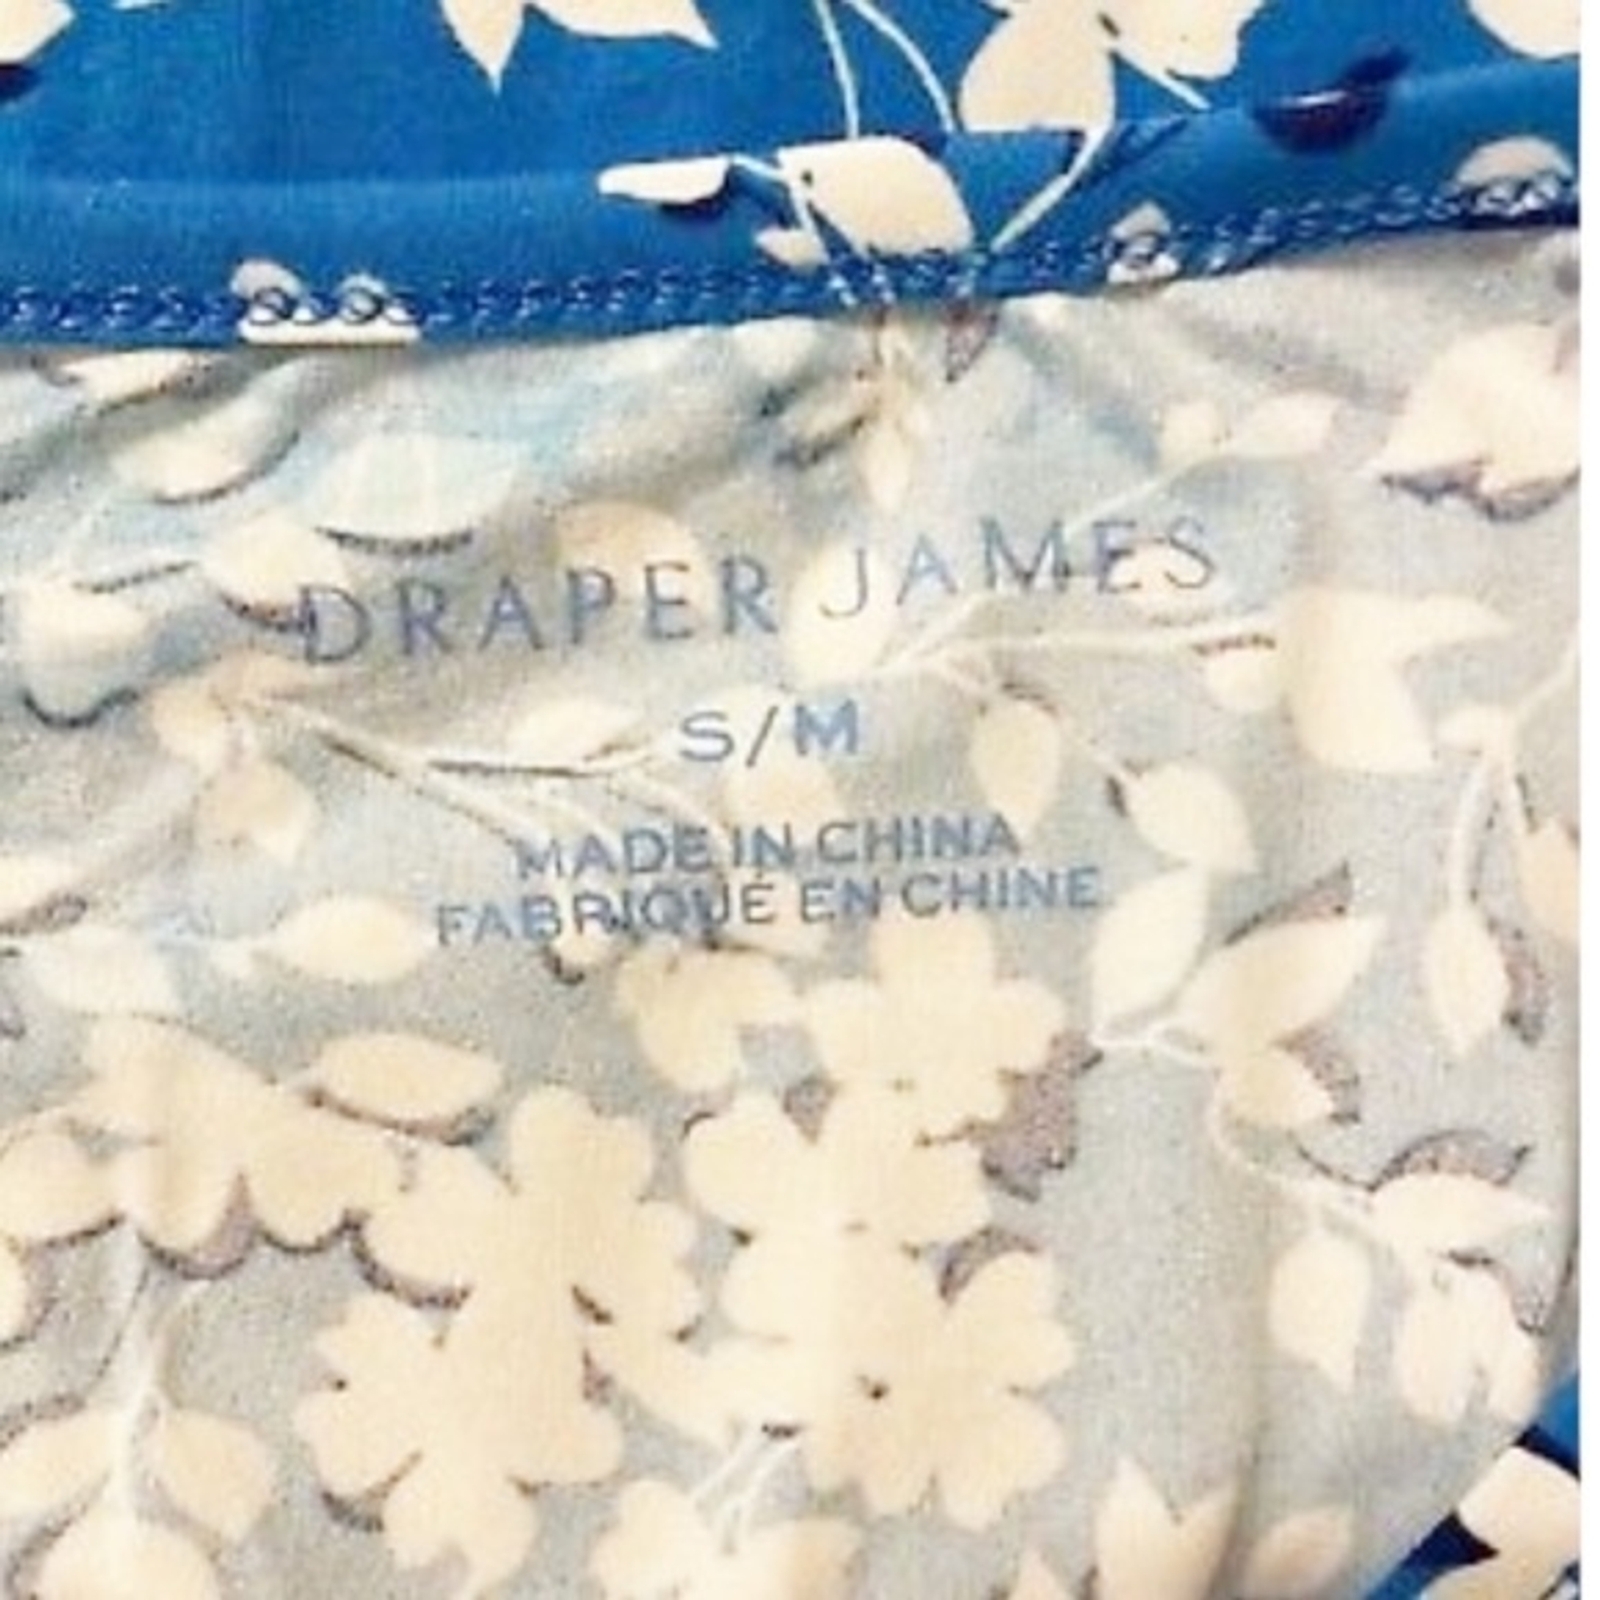 DRAPER JAMES
S/M
MADE IN CHINA
FABRIQUÉ EN CHINE